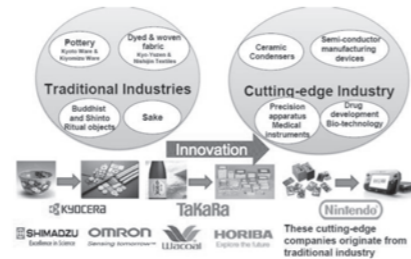 Pottery
Kyoto Ware &
Kiyomizu Ware
Dyed & woven
fabric
Kyo-Yuzen &
Nishijin Textiles
Traditional Industries
Buddhist
and Shinto
Ritual objects
Sake
Ceramic
Condensers
Semi-conductor
manufacturing
devices
Cutting-edge Industry
Precision
apparatus
Medical
instruments
Drug
development
Bio-technology
Innovation
KYOCERA
TaKaRa
Nintendo
SHIMADZU
Excellence in Science
OMRON
Sensing tomorrow™
Wacoal
HORIBA
Explore the future
These cutting-edge
companies originate from
traditional industry